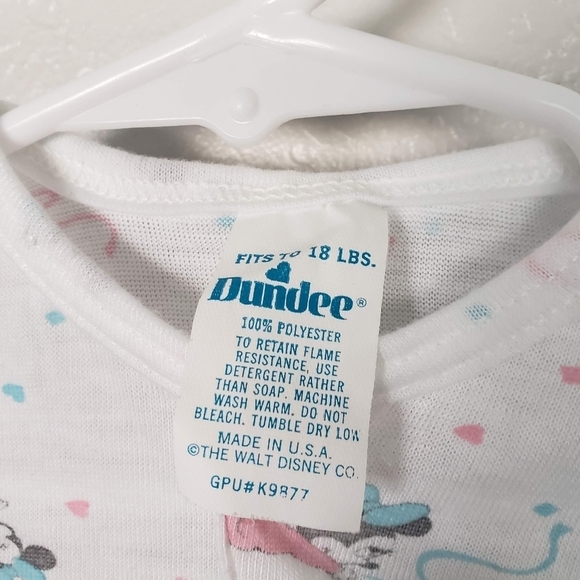 FITS TO 18 LBS.
Dundee®
100% POLYESTER
TO RETAIN FLAME
RESISTANCE, USE
DETERGENT RATHER
THAN SOAP. MACHINE
WASH WARM. DO NOT
BLEACH. TUMBLE DRY LOW
MADE IN U.S.A.
©THE WALT DISNEY CO.
GPU#K9877